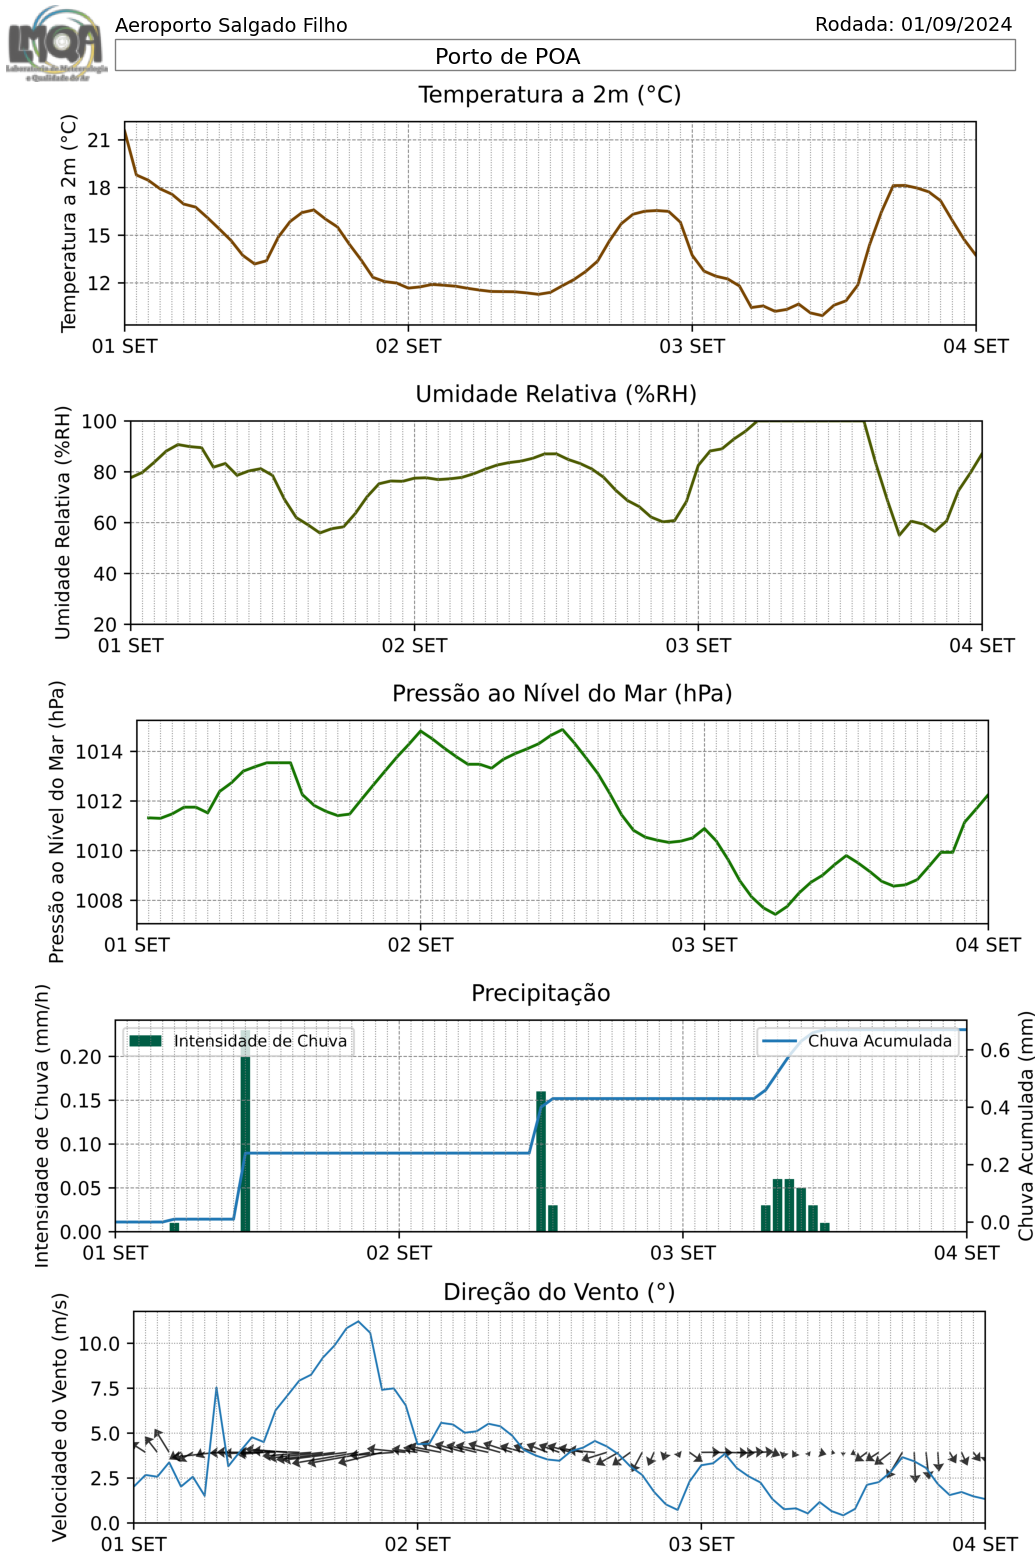 LMQA
Laboratório de Meteorologia
e Qualidade do Ar
Aeroporto Salgado Filho
Rodada: 01/09/2024
Porto de POA
Temperatura a 2m (°C)
Temperatura a 2m (°C)
21
18
15
12
01 SET
02 SET
03 SET
04 SET
Umidade Relativa (%RH)
Umidade Relativa (%RH)
100
80
60
40
20
01 SET
02 SET
03 SET
04 SET
Pressão ao Nível do Mar (hPa)
Pressão ao Nível do Mar (hPa)
1014
1012
1010
1008
01 SET
02 SET
03 SET
04 SET
Precipitação
Intensidade de Chuva (mm/h)
0.20
0.15
0.10
0.05
0.00
Intensidade de Chuva
Chuva Acumulada
0.6
0.4
0.2
0.0
Chuva Acumulada (mm)
01 SET
02 SET
03 SET
04 SET
Direção do Vento (°)
Velocidade do Vento (m/s)
10.0
7.5
5.0
2.5
0.0
01 SET
02 SET
03 SET
04 SET